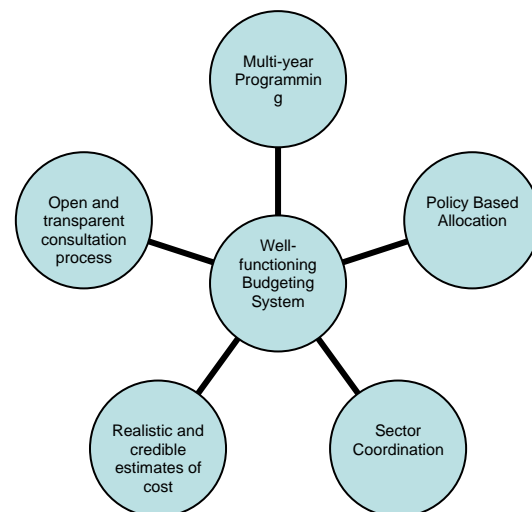 Multi-year
Programmin
g
Open and
transparent
consultation
process
Policy Based
Allocation
Well-
functioning
Budgeting
System
Realistic and
credible
estimates of
cost
Sector
Coordination